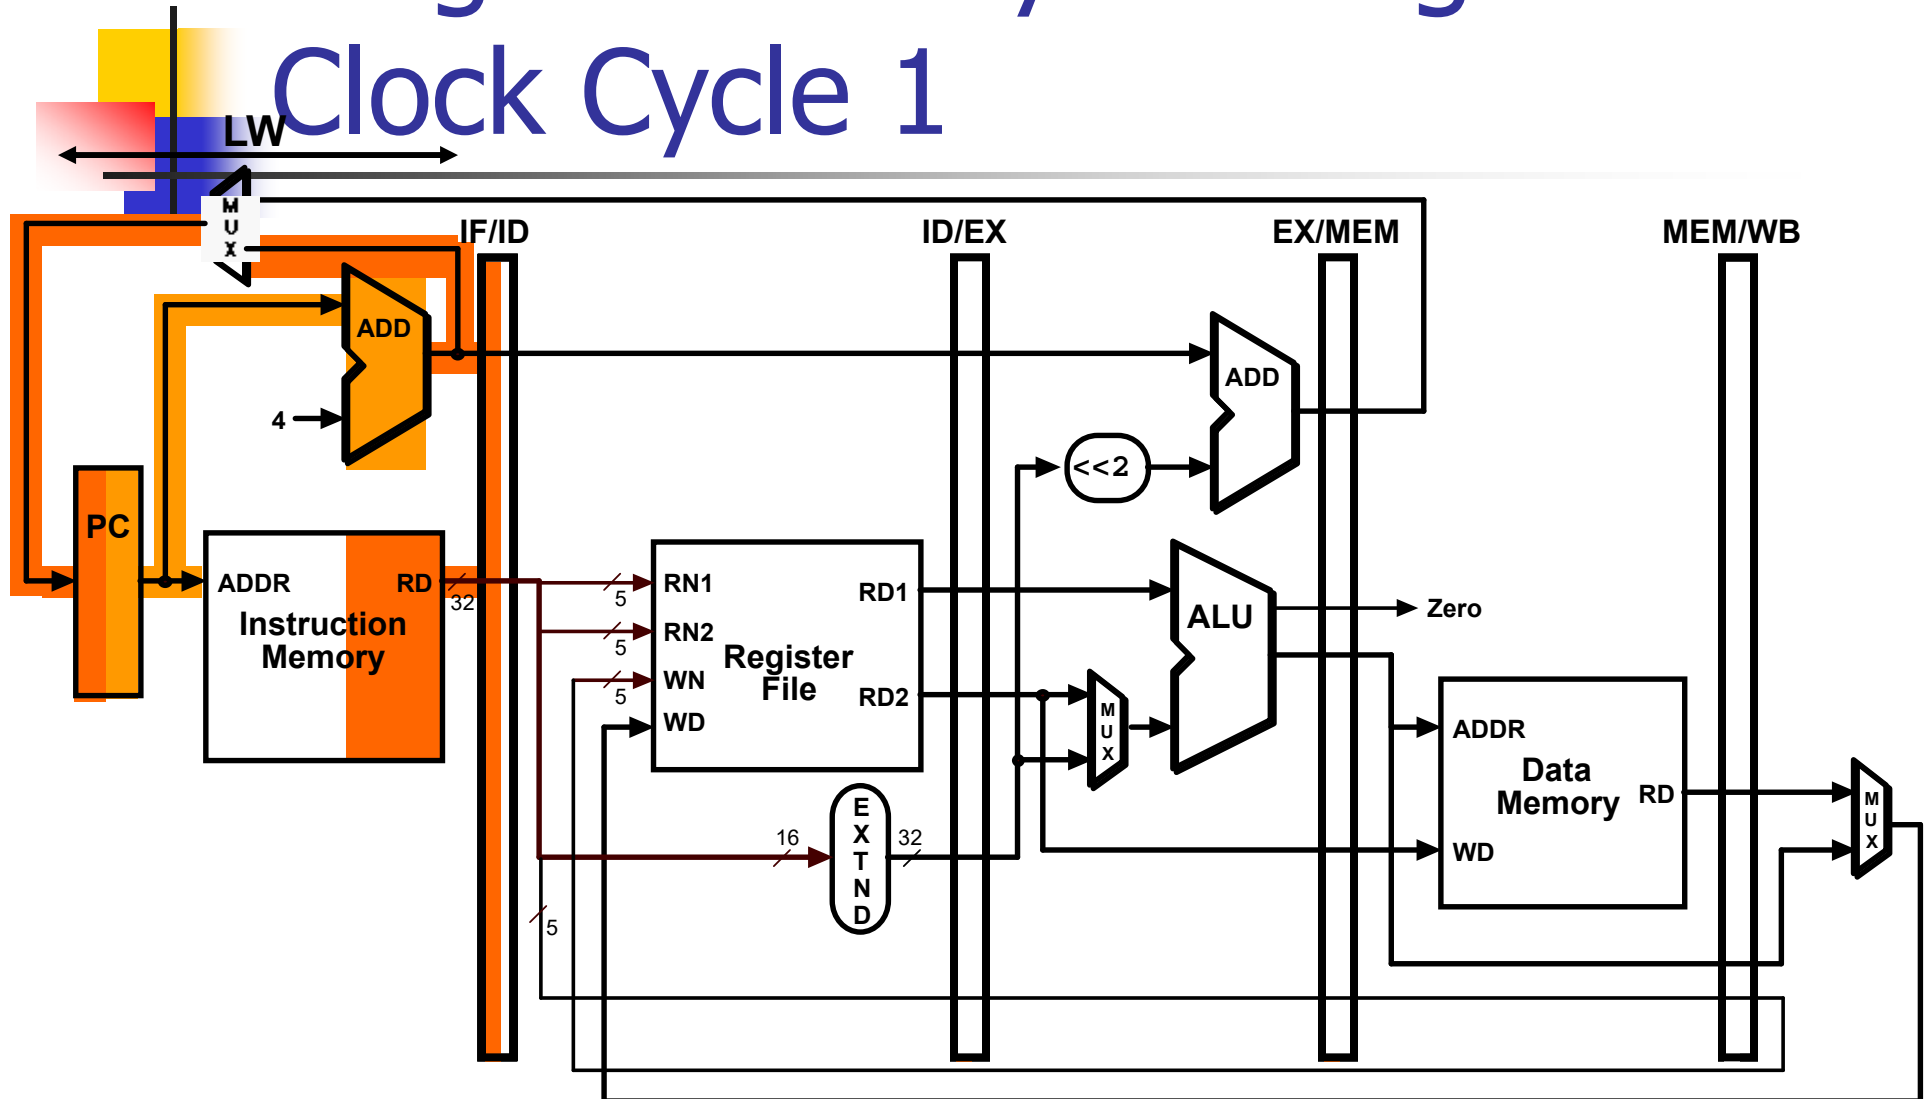 Clock Cycle 1
LW
MUX
IF/ID
ID/EX
EX/MEM
MEM/WB
ADD
4
ADD
<<2
PC
ADDR
RD
32
Instruction
Memory
5
RN1
5
RN2
5
WN
WD
RD1
RD2
Register
File
ALU
Zero
MUX
ADDR
WD
RD
Data
Memory
MUX
16
EXTND
32
5